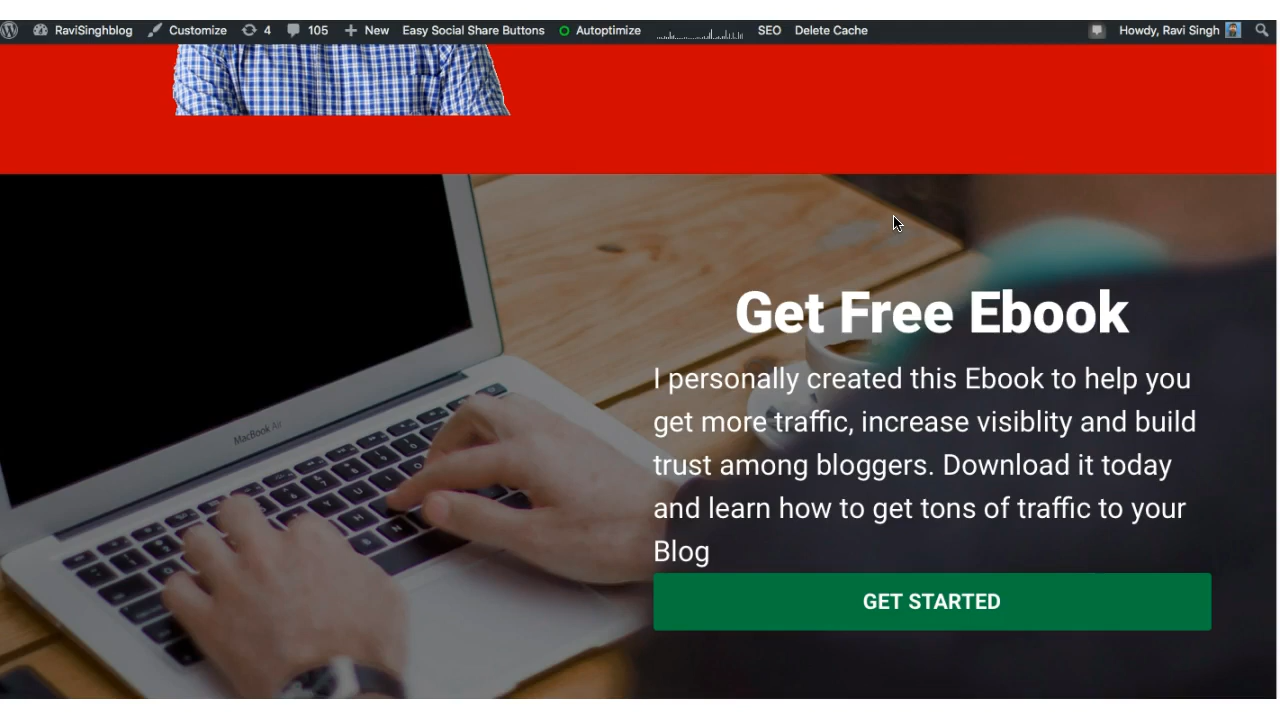 RaviSinghblog Customize 4 105 New Easy Social Share Buttons Autoptimize SEO Delete Cache Howdy, Ravi Singh
MacBook Air
Get Free Ebook
I personally created this Ebook to help you
get more traffic, increase visiblity and build
trust among bloggers. Download it today
and learn how to get tons of traffic to your
Blog
GET STARTED